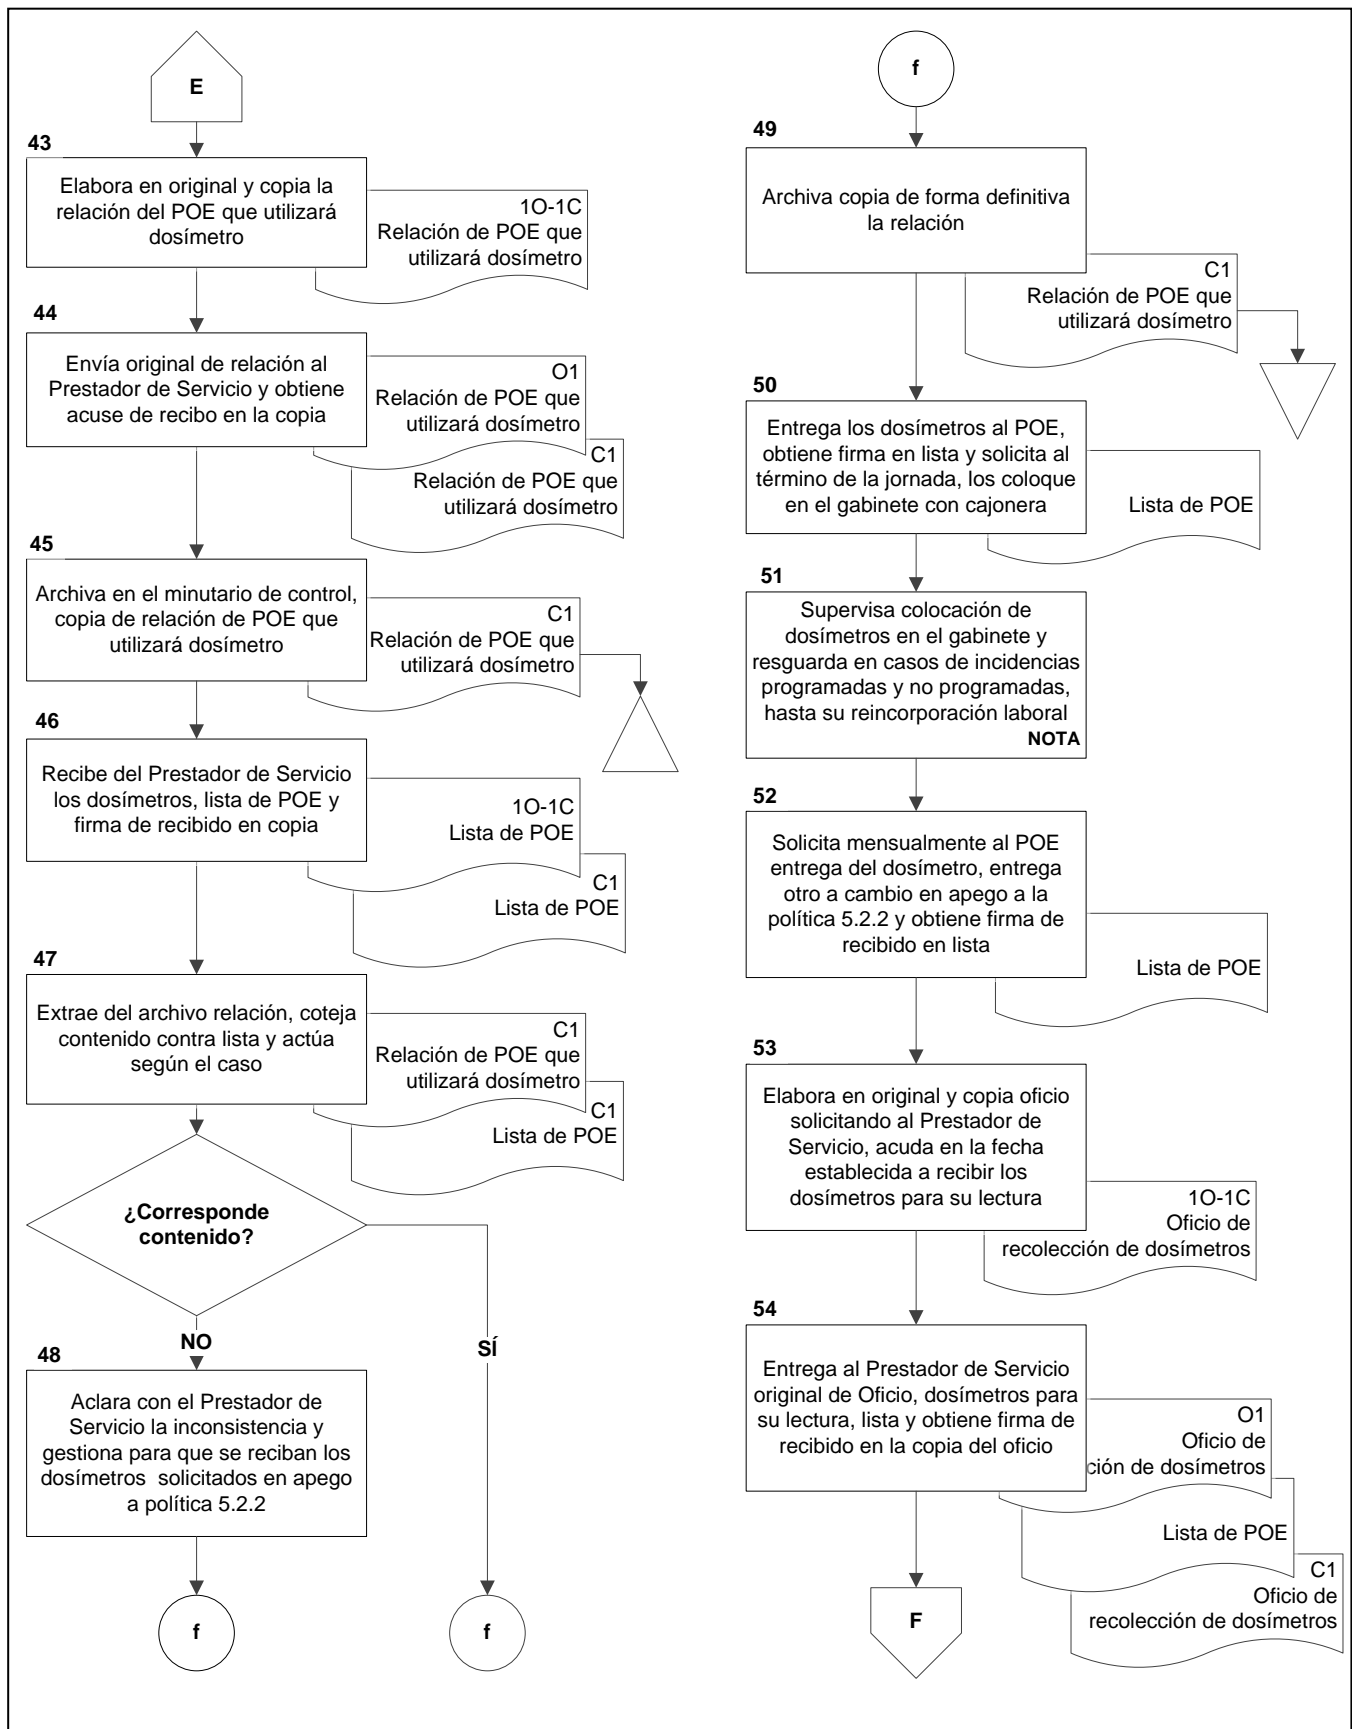 E
43
Elabora en original y copia la
relación del POE que utilizará
dosímetro
1O-1C
Relación de POE que
utilizará dosímetro
44
Envía original de relación al
Prestador de Servicio y obtiene
acuse de recibo en la copia
O1
Relación de POE que
utilizará dosímetro
C1
Relación de POE que
utilizará dosímetro
45
Archiva en el minutario de control,
copia de relación de POE que
utilizará dosímetro
C1
Relación de POE que
utilizará dosímetro
46
Recibe del Prestador de Servicio
los dosímetros, lista de POE y
firma de recibido en copia
1O-1C
Lista de POE
C1
Lista de POE
47
Extrae del archivo relación, coteja
contenido contra lista y actúa
según el caso
C1
Relación de POE que
utilizará dosímetro
C1
Lista de POE
¿Corresponde
contenido?
NO
SÍ
48
Aclara con el Prestador de
Servicio la inconsistencia y
gestiona para que se reciban los
dosímetros solicitados en apego
a política 5.2.2
f
f
f
49
Archiva copia de forma definitiva
la relación
C1
Relación de POE que
utilizará dosímetro
50
Entrega los dosímetros al POE,
obtiene firma en lista y solicita al
término de la jornada, los coloque
en el gabinete con cajonera
Lista de POE
51
Supervisa colocación de
dosímetros en el gabinete y
resguarda en casos de incidencias
programadas y no programadas,
hasta su reincorporación laboral
NOTA
52
Solicita mensualmente al POE
entrega del dosímetro, entrega
otro a cambio en apego a la
política 5.2.2 y obtiene firma de
recibido en lista
Lista de POE
53
Elabora en original y copia oficio
solicitando al Prestador de
Servicio, acuda en la fecha
establecida a recibir los
dosímetros para su lectura
1O-1C
Oficio de
recolección de dosímetros
54
Entrega al Prestador de Servicio
original de Oficio, dosímetros para
su lectura, lista y obtiene firma de
recibido en la copia del oficio
O1
Oficio de
ción de dosímetros
Lista de POE
C1
Oficio de
recolección de dosímetros
F